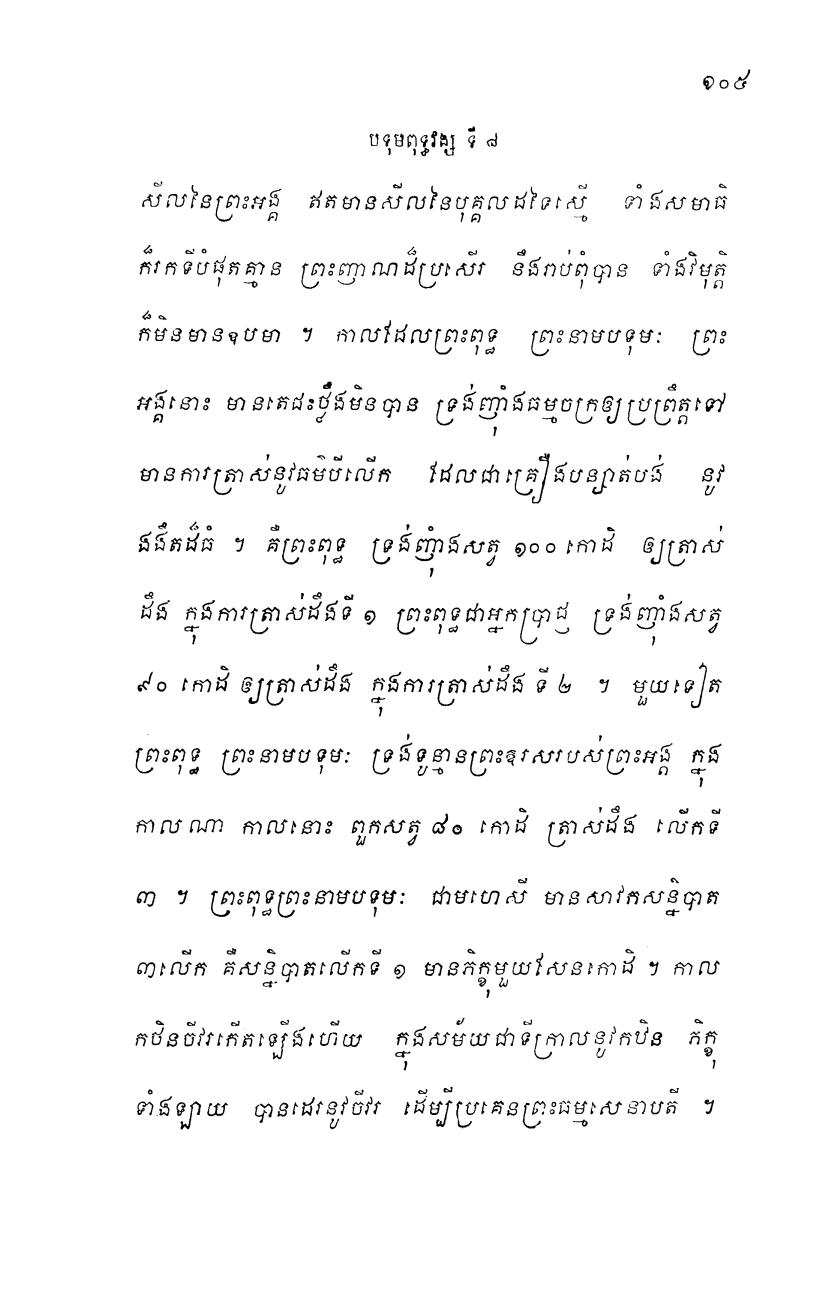 ១០៥
បទុមពុទ្ធវង្ស ទី ៨
សីលនៃព្រះអង្គ ឥតមានសីលនៃបុគ្គលដទៃស្មើ ទាំងសមាធិ
ក៏រកទីបំផុតគ្មាន ព្រះញាណដ៏ប្រសើរ នឹងរាប់ពុំបាន ទាំងវិមុត្តិ
ក៏មិនមានឧបមា ។ កាលដែលព្រះពុទ្ធ ព្រះនាមបទុមៈ ព្រះ
អង្គនោះ មានតេជះថ្លឹងមិនបាន ទ្រង់ញ៉ាំងធម្មចក្រឲ្យប្រព្រឹត្តទៅ
មានការត្រាស់នូវធម៌បីលើក ដែលជាគ្រឿងបន្សាត់បង់ នូវ
ងងឹតដ៏ធំ ។ គឺព្រះពុទ្ធ ទ្រង់ញុំាងសត្វ ១០០ កោដិ ឲ្យត្រាស់
ដឹង ក្នុងការត្រាស់ដឹងទី ១ ព្រះពុទ្ធជាអ្នកប្រាជ្ញ ទ្រង់ញ៉ាំងសត្វ
៩០ កោដិ ឲ្យត្រាស់ដឹង ក្នុងការត្រាស់ដឹង ទី ២ ។ មួយទៀត
ព្រះពុទ្ធ ព្រះនាមបទុមៈ ទ្រង់ទូន្មានព្រះឱរសរបស់ព្រះអង្គ ក្នុង
កាលណា កាលនោះ ពួកសត្វ ៨០ កោដិ ត្រាស់ដឹង លើកទី
៣ ។ ព្រះពុទ្ធព្រះនាមបទុមៈ ជាមហេសី មានសាវកសន្និបាត
៣លើក គឺសន្និបាតលើកទី ១ មានភិក្ខុមួយសែនកោដិ ។ កាល
កឋិនចីវរកើតឡើងហើយ ក្នុងសម័យជាទីក្រាលនូវកឋិន ភិក្ខុ
ទាំងឡាយ បានដេរនូវចីវរ ដើម្បីប្រគេនព្រះធម្មសេនាបតី ។